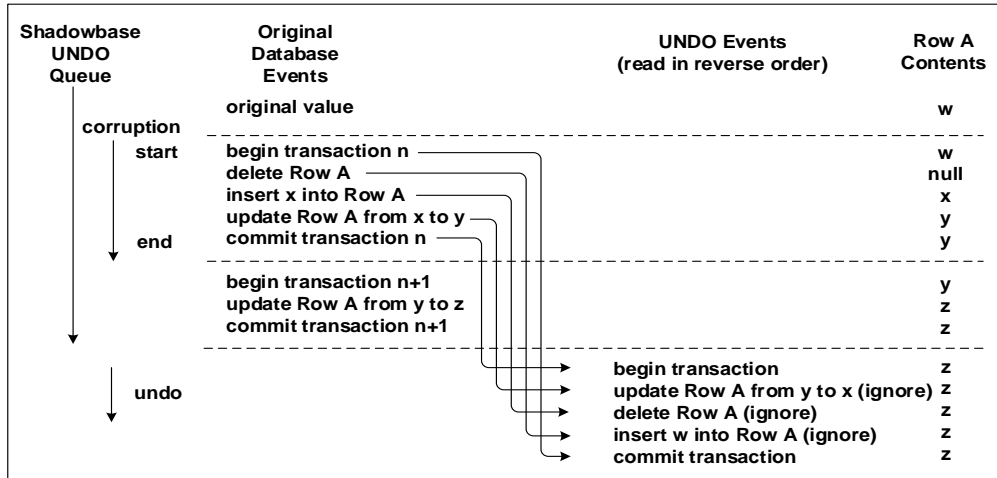 Shadowbase UNDO Queue
Original Database Events
UNDO Events (read in reverse order)
Row A Contents
original value w
corruption
start begin transaction n w
delete Row A null
insert x into Row A x
update Row A from x to y y
end commit transaction n y
begin transaction n+1 y
update Row A from y to z z
commit transaction n+1 z
begin transaction z
undo update Row A from y to x (ignore) z
delete Row A (ignore) z
insert w into Row A (ignore) z
commit transaction z